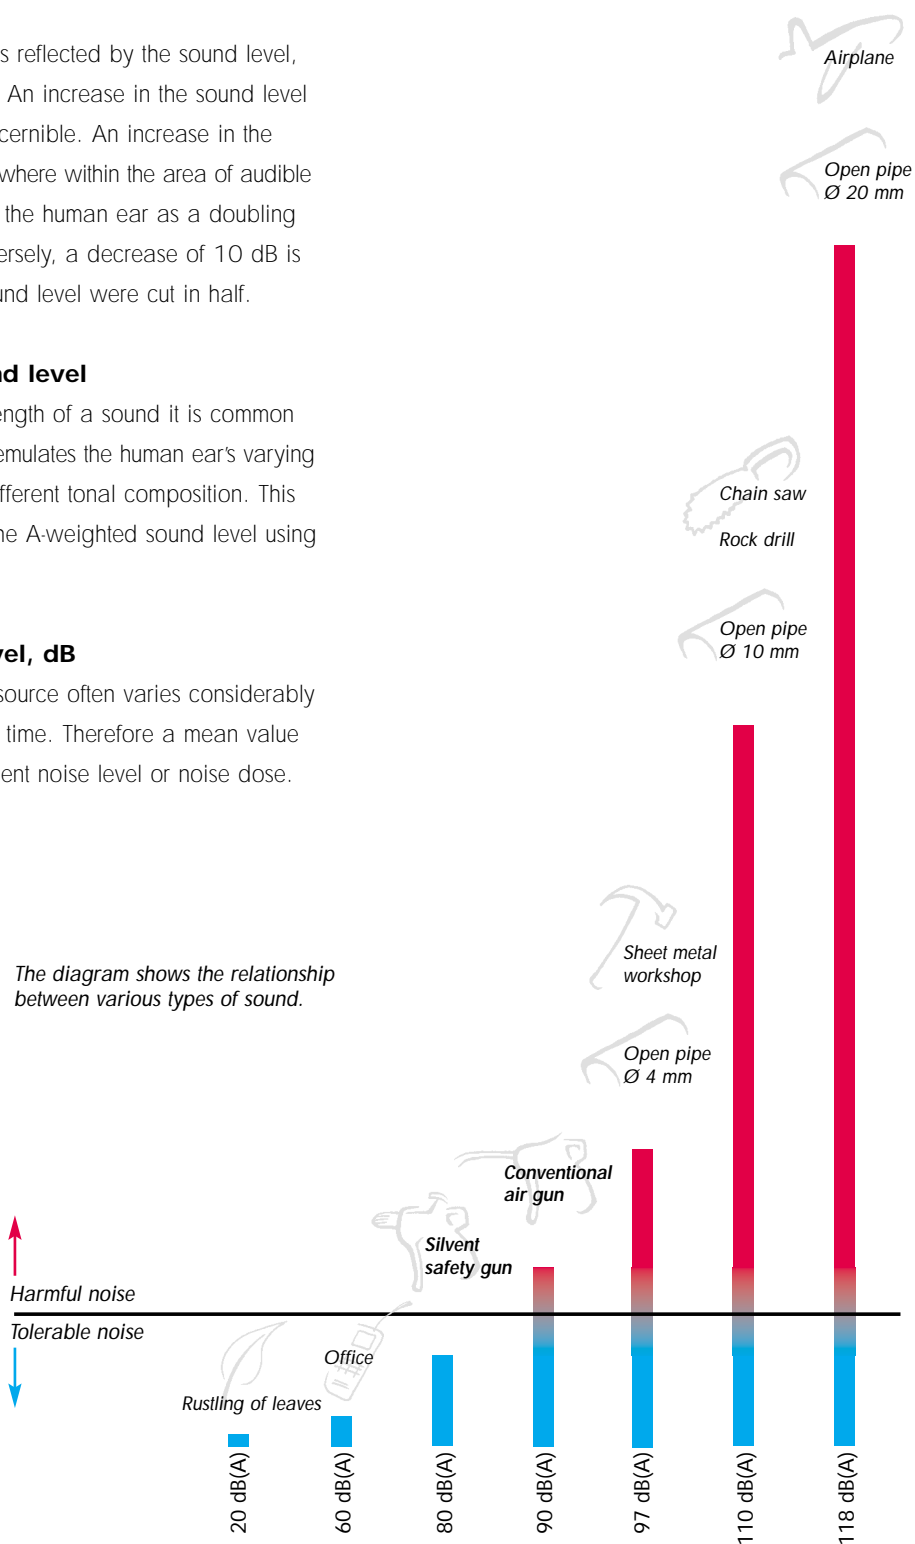 s reflected by the sound level,
An increase in the sound level
cernible. An increase in the
where within the area of audible
the human ear as a doubling
ersely, a decrease of 10 dB is
und level were cut in half.
nd level
ength of a sound it is common
emulates the human ear's varying
fferent tonal composition. This
ne A-weighted sound level using
vel, dB
source often varies considerably
time. Therefore a mean value
ent noise level or noise dose.
The diagram shows the relationship
between various types of sound.
Airplane
Open pipe
Ø 20 mm
Chain saw
Rock drill
Open pipe
Ø 10 mm
Sheet metal
workshop
Open pipe
Ø 4 mm
Conventional
air gun
Silvent
safety gun
Harmful noise
Tolerable noise
Office
Rustling of leaves
20 dB(A)
60 dB(A)
80 dB(A)
90 dB(A)
97 dB(A)
110 dB(A)
118 dB(A)